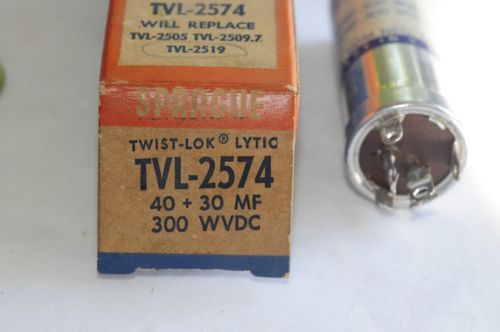 TVL-2574
WILL REPLACE
TVL-2505 TVL-2509.7
TVL-2519
SPRAGUE
TWIST-LOK® LYTIC
TVL-2574
40 + 30 MF
300 WVDC